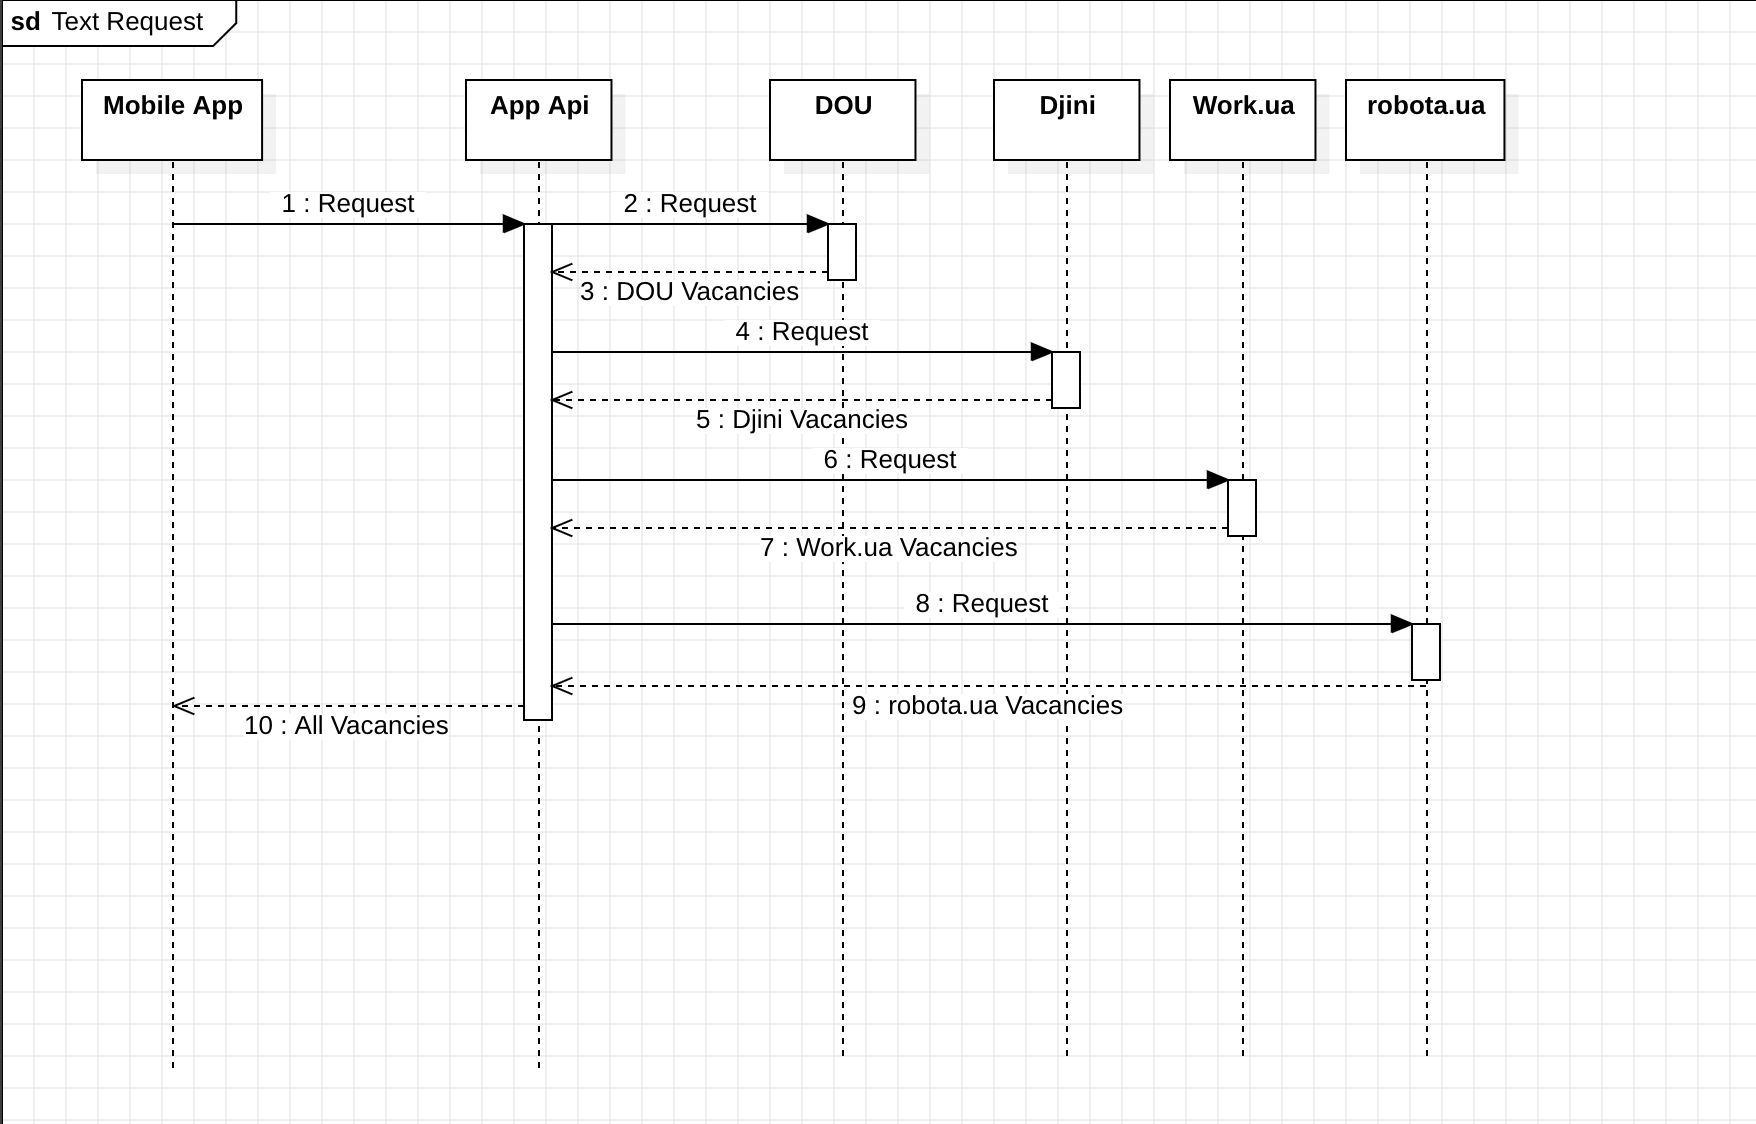 sd Text Request
Mobile App
App Api
DOU
Djini
Work.ua
robota.ua
1 : Request
2 : Request
3 : DOU Vacancies
4 : Request
5 : Djini Vacancies
6 : Request
7 : Work.ua Vacancies
8 : Request
9 : robota.ua Vacancies
10 : All Vacancies